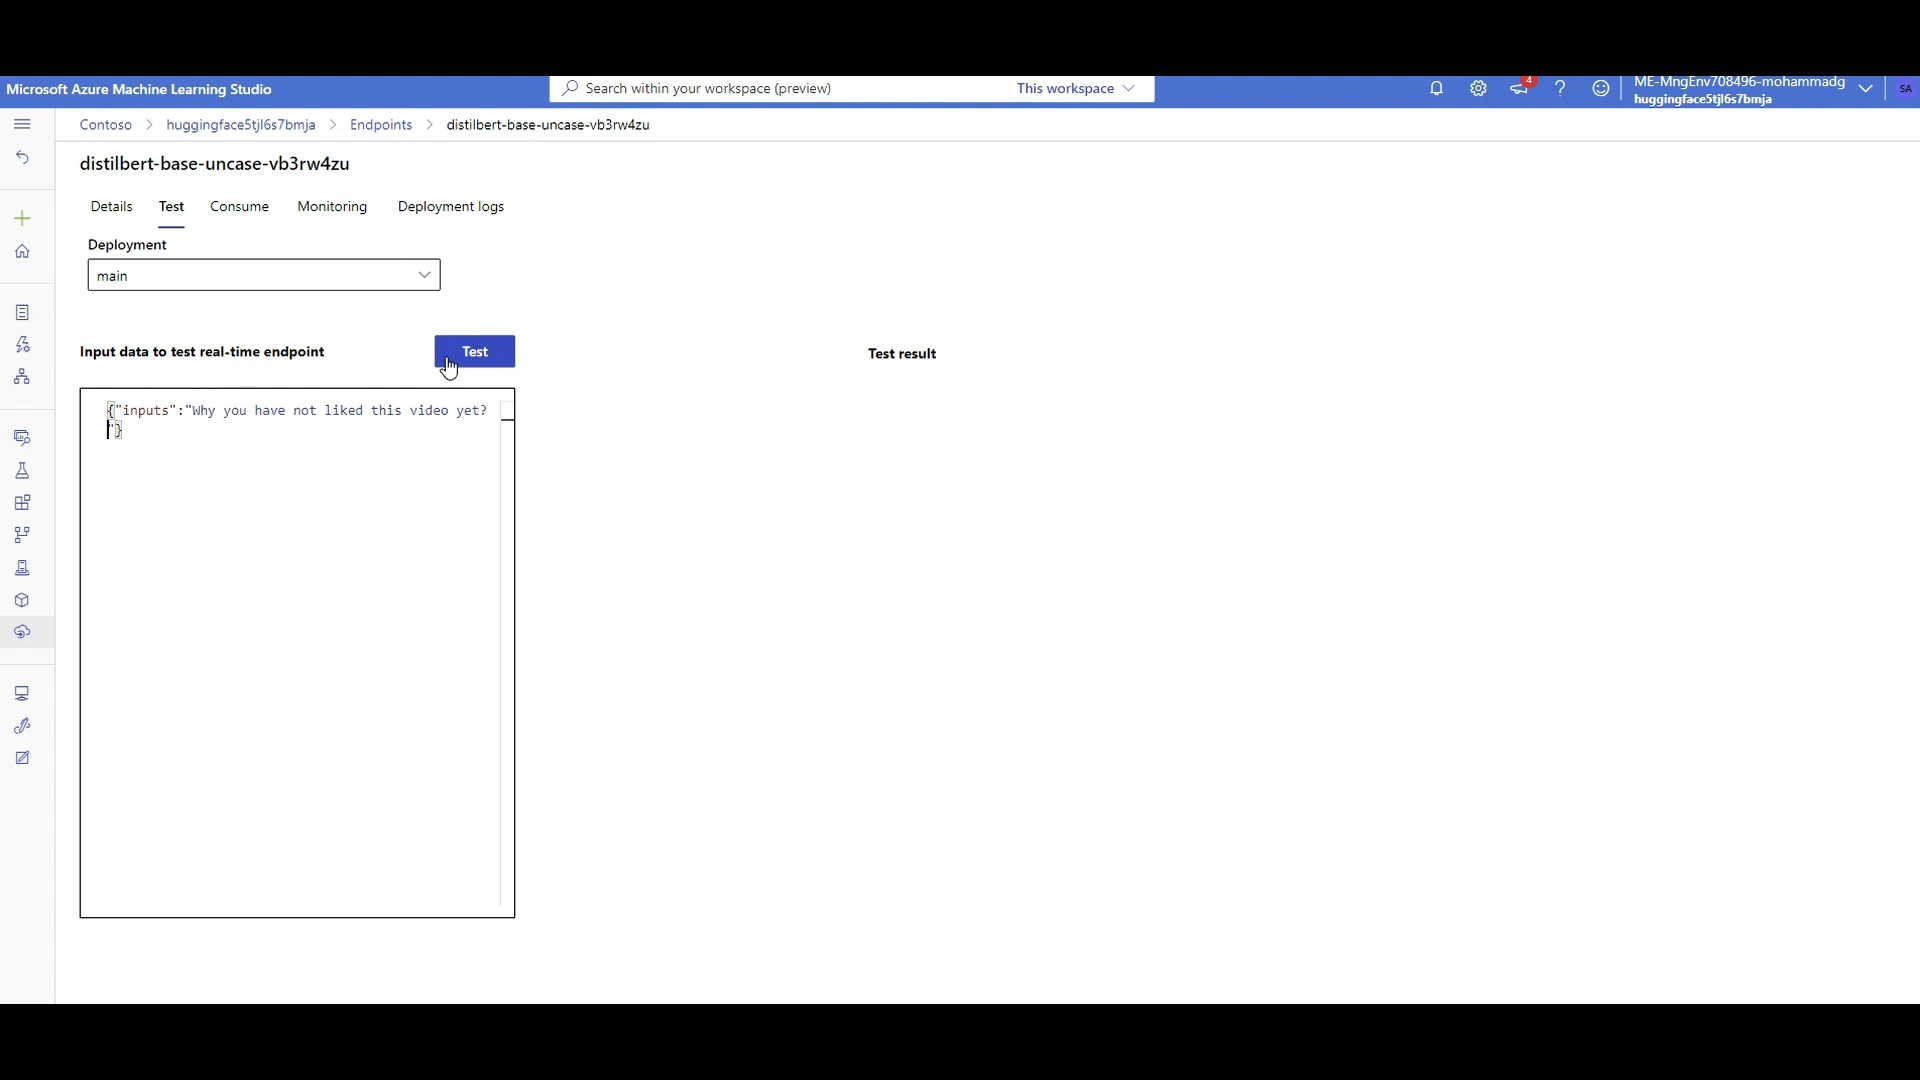 Microsoft Azure Machine Learning Studio
Search within your workspace (preview)
This workspace
4
ME-MngEnv708496-mohammadg
huggingface5tjl6s7bmja
SA
Contoso > huggingface5tjl6s7bmja > Endpoints > distilbert-base-uncase-vb3rw4zu
distilbert-base-uncase-vb3rw4zu
Details Test Consume Monitoring Deployment logs
Deployment
main
Input data to test real-time endpoint
Test
Test result
{"inputs":"Why you have not liked this video yet?
"}